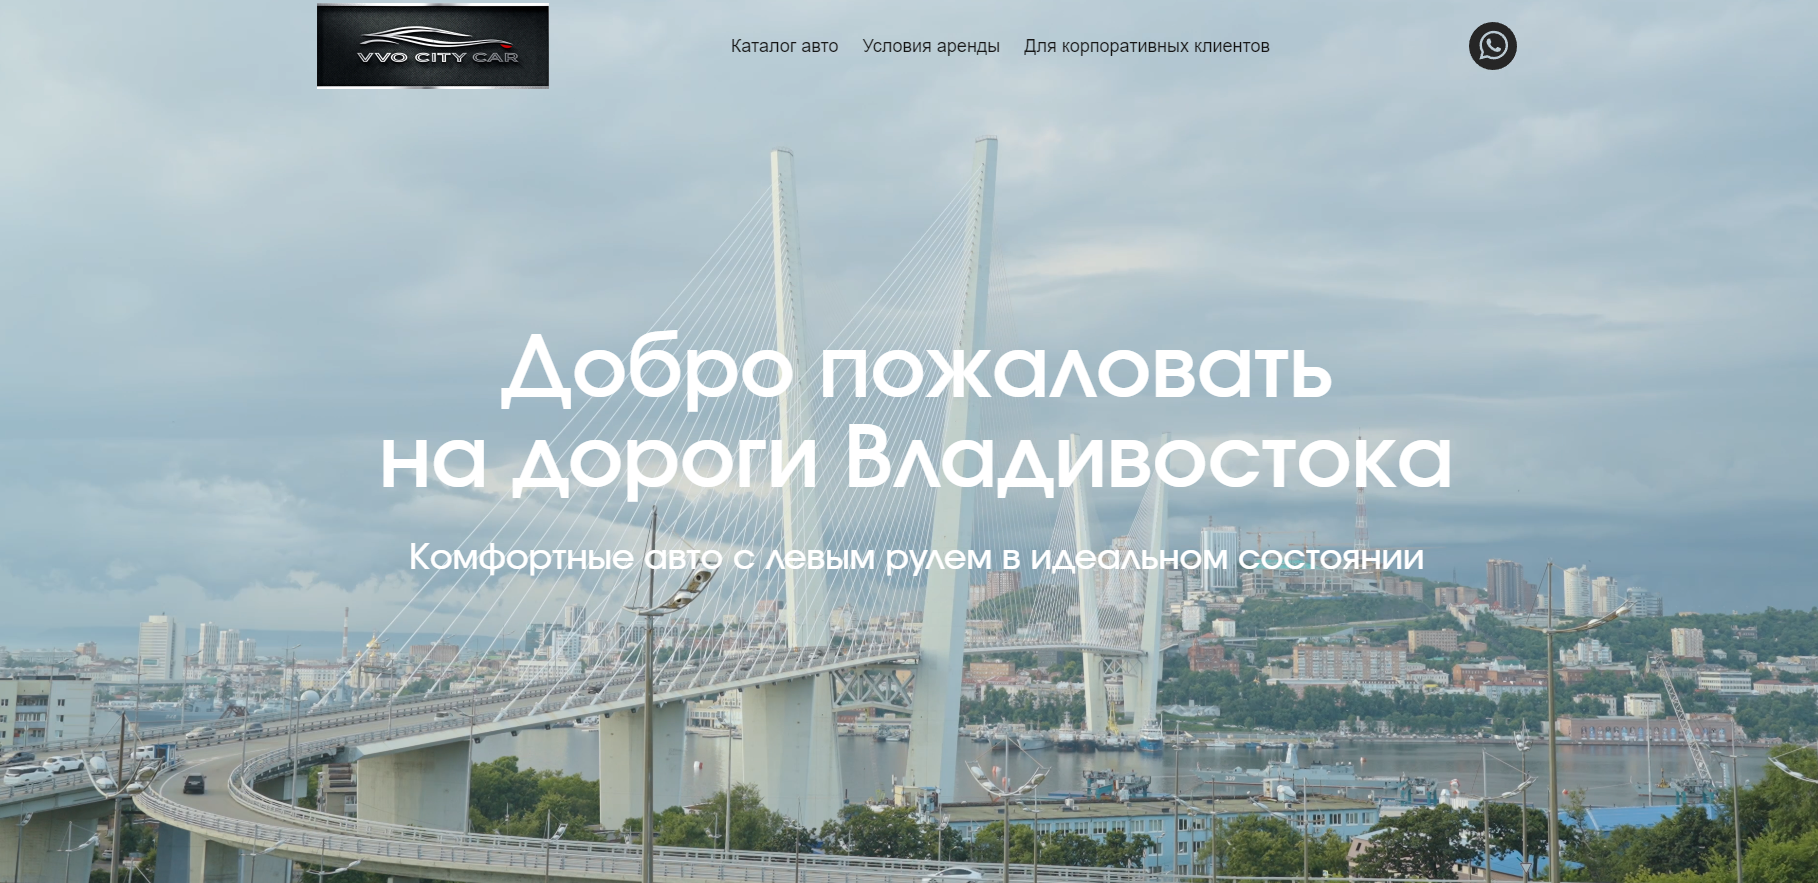 VVO CITY CAR
Каталог авто Условия аренды Для корпоративных клиентов
Добро пожаловать
на дороги Владивостока
Комфортные авто с левым рулем в идеальном состоянии